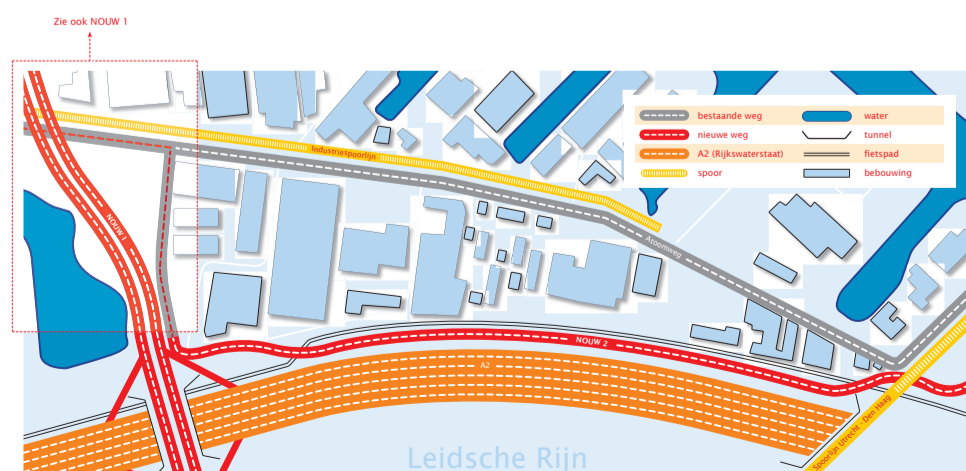 Zie ook NOUW 1
bestaande weg
nieuwe weg
A2 (Rijkswaterstaat)
spoor
water
tunnel
fietspad
bebouwing
Industriespoorlijn
NOUW 1
Atoomweg
NOUW 2
A2
Spoorlijn Utrecht - Den Haag
Leidsche Rijn